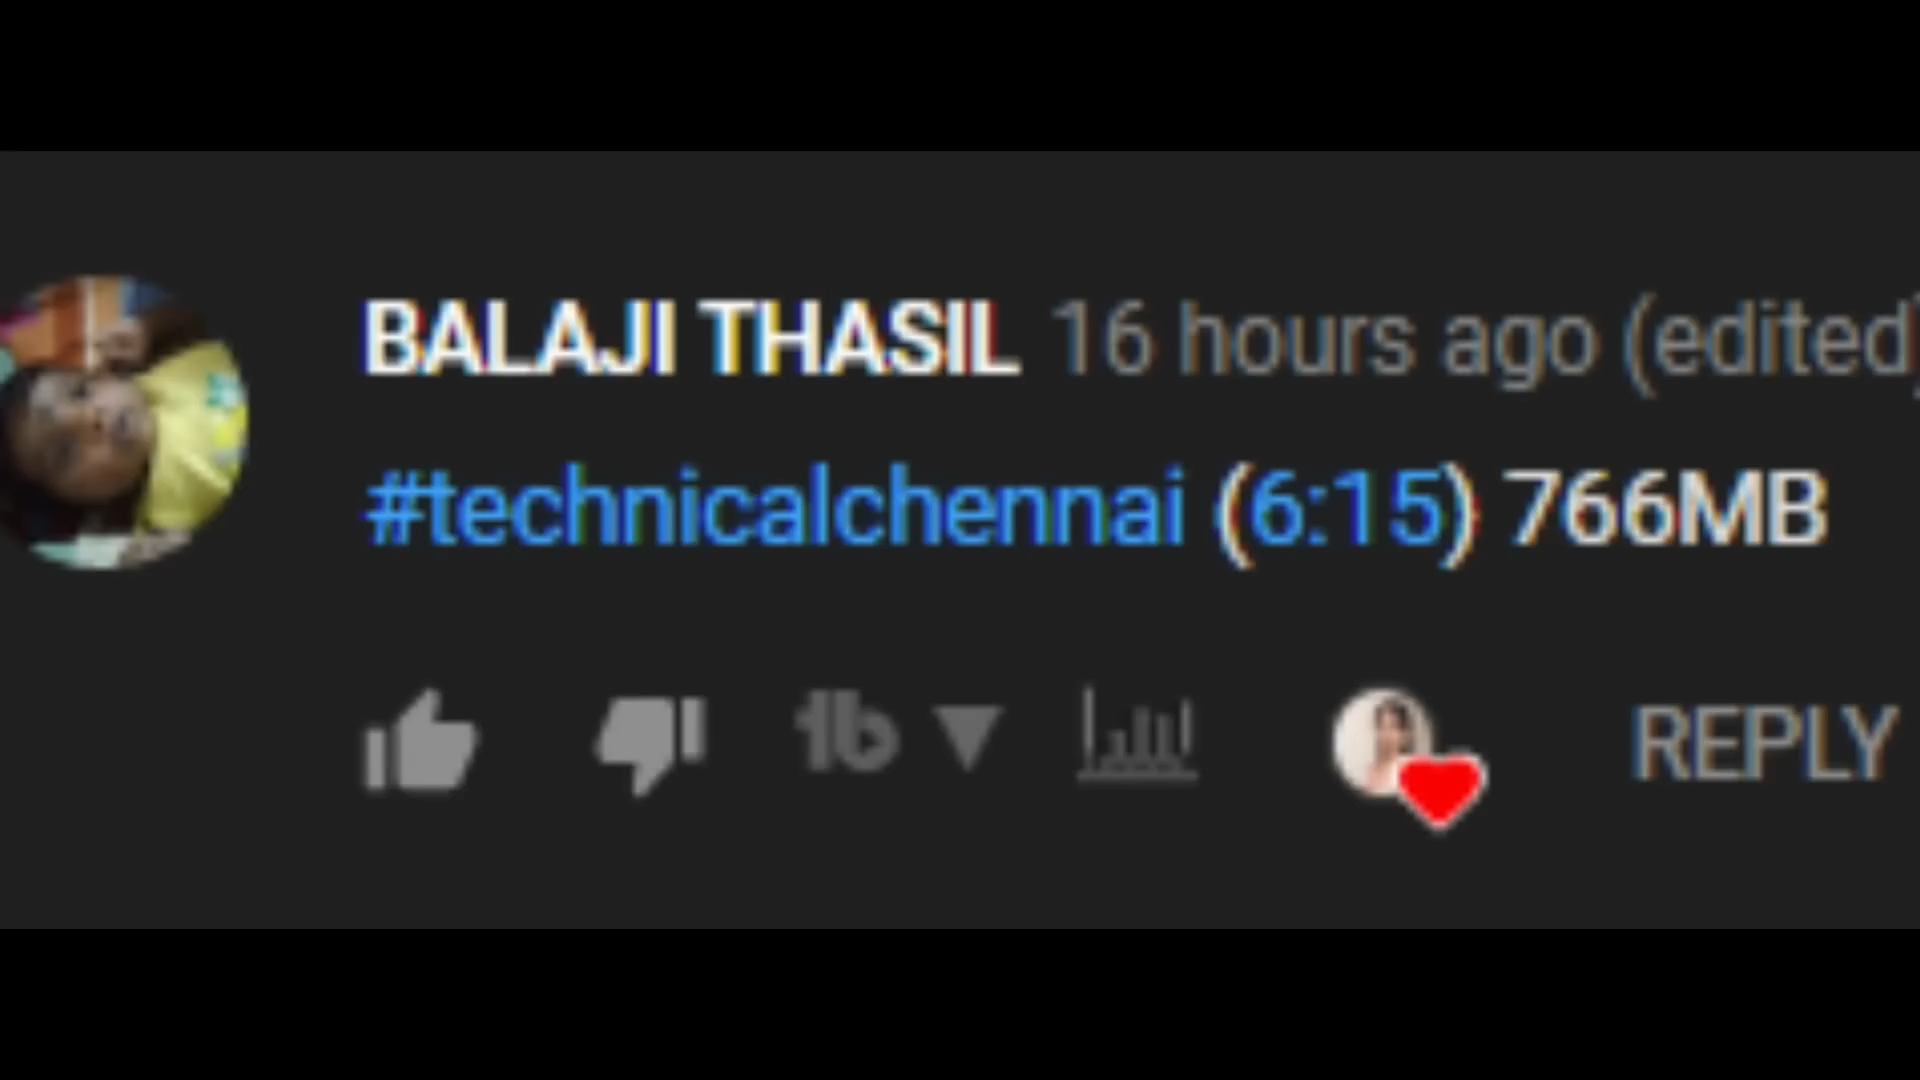 BALAJI THASIL 16 hours ago (edited)
#technicalchennai (6:15) 766MB
REPLY